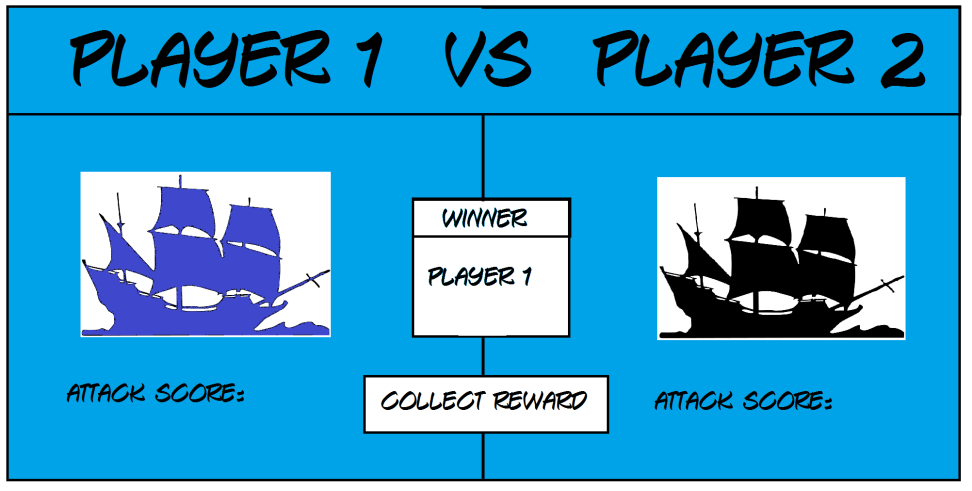 PLAYER 1 VS PLAYER 2
WINNER
PLAYER 1
ATTACK SCORE:
COLLECT REWARD
ATTACK SCORE: